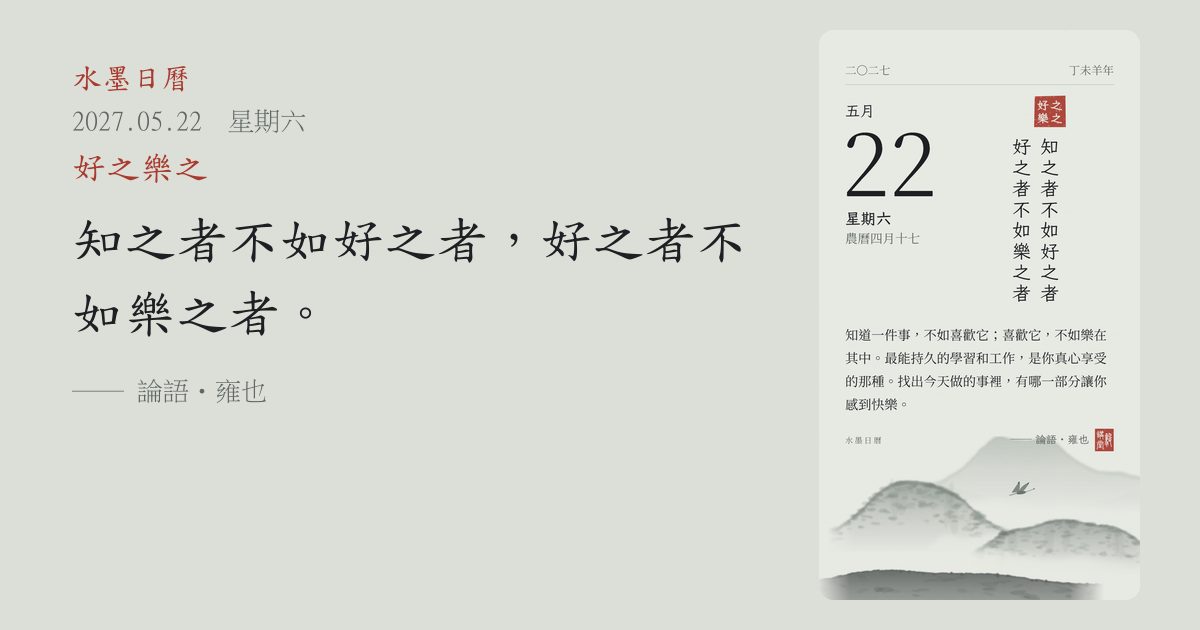 水墨日曆
2027.05.22　星期六
好之樂之
知之者不如好之者，好之者不
如樂之者。
—— 論語・雍也
二〇二七
丁未羊年
五月
22
星期六
農曆四月十七
好樂之之
知之者不如好之者
好之者不如樂之者
知道一件事，不如喜歡它；喜歡它，不如樂在
其中。最能持久的學習和工作，是你真心享受
的那種。找出今天做的事裡，有哪一部分讓你
感到快樂。
水墨日曆
—— 論語・雍也